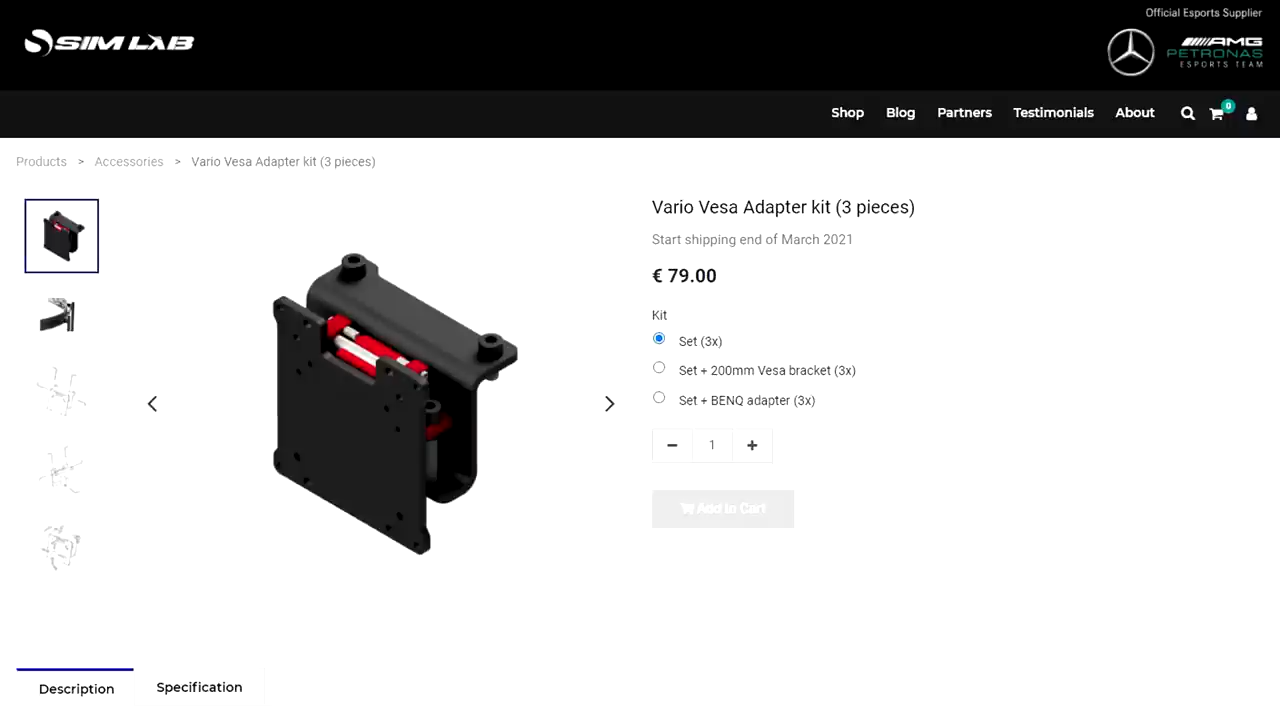 Official Esports Supplier
SIM LAB
AMG
PETRONAS
ESPORTS TEAM
Shop Blog Partners Testimonials About 0
Products > Accessories > Vario Vesa Adapter kit (3 pieces)
Vario Vesa Adapter kit (3 pieces)
Start shipping end of March 2021
€ 79.00
Kit
Set (3x)
Set + 200mm Vesa bracket (3x)
Set + BENQ adapter (3x)
1
Add to Cart
Description Specification